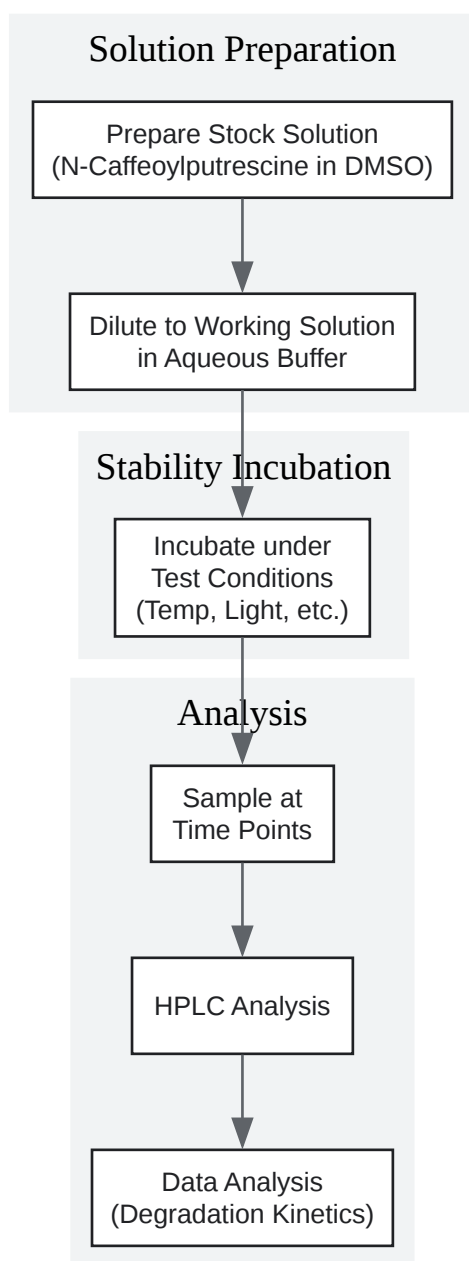 Solution Preparation
Prepare Stock Solution
(N-Caffeoylputrescine in DMSO)
Dilute to Working Solution
in Aqueous Buffer
Stability Incubation
Incubate under
Test Conditions
(Temp, Light, etc.)
Analysis
Sample at
Time Points
HPLC Analysis
Data Analysis
(Degradation Kinetics)